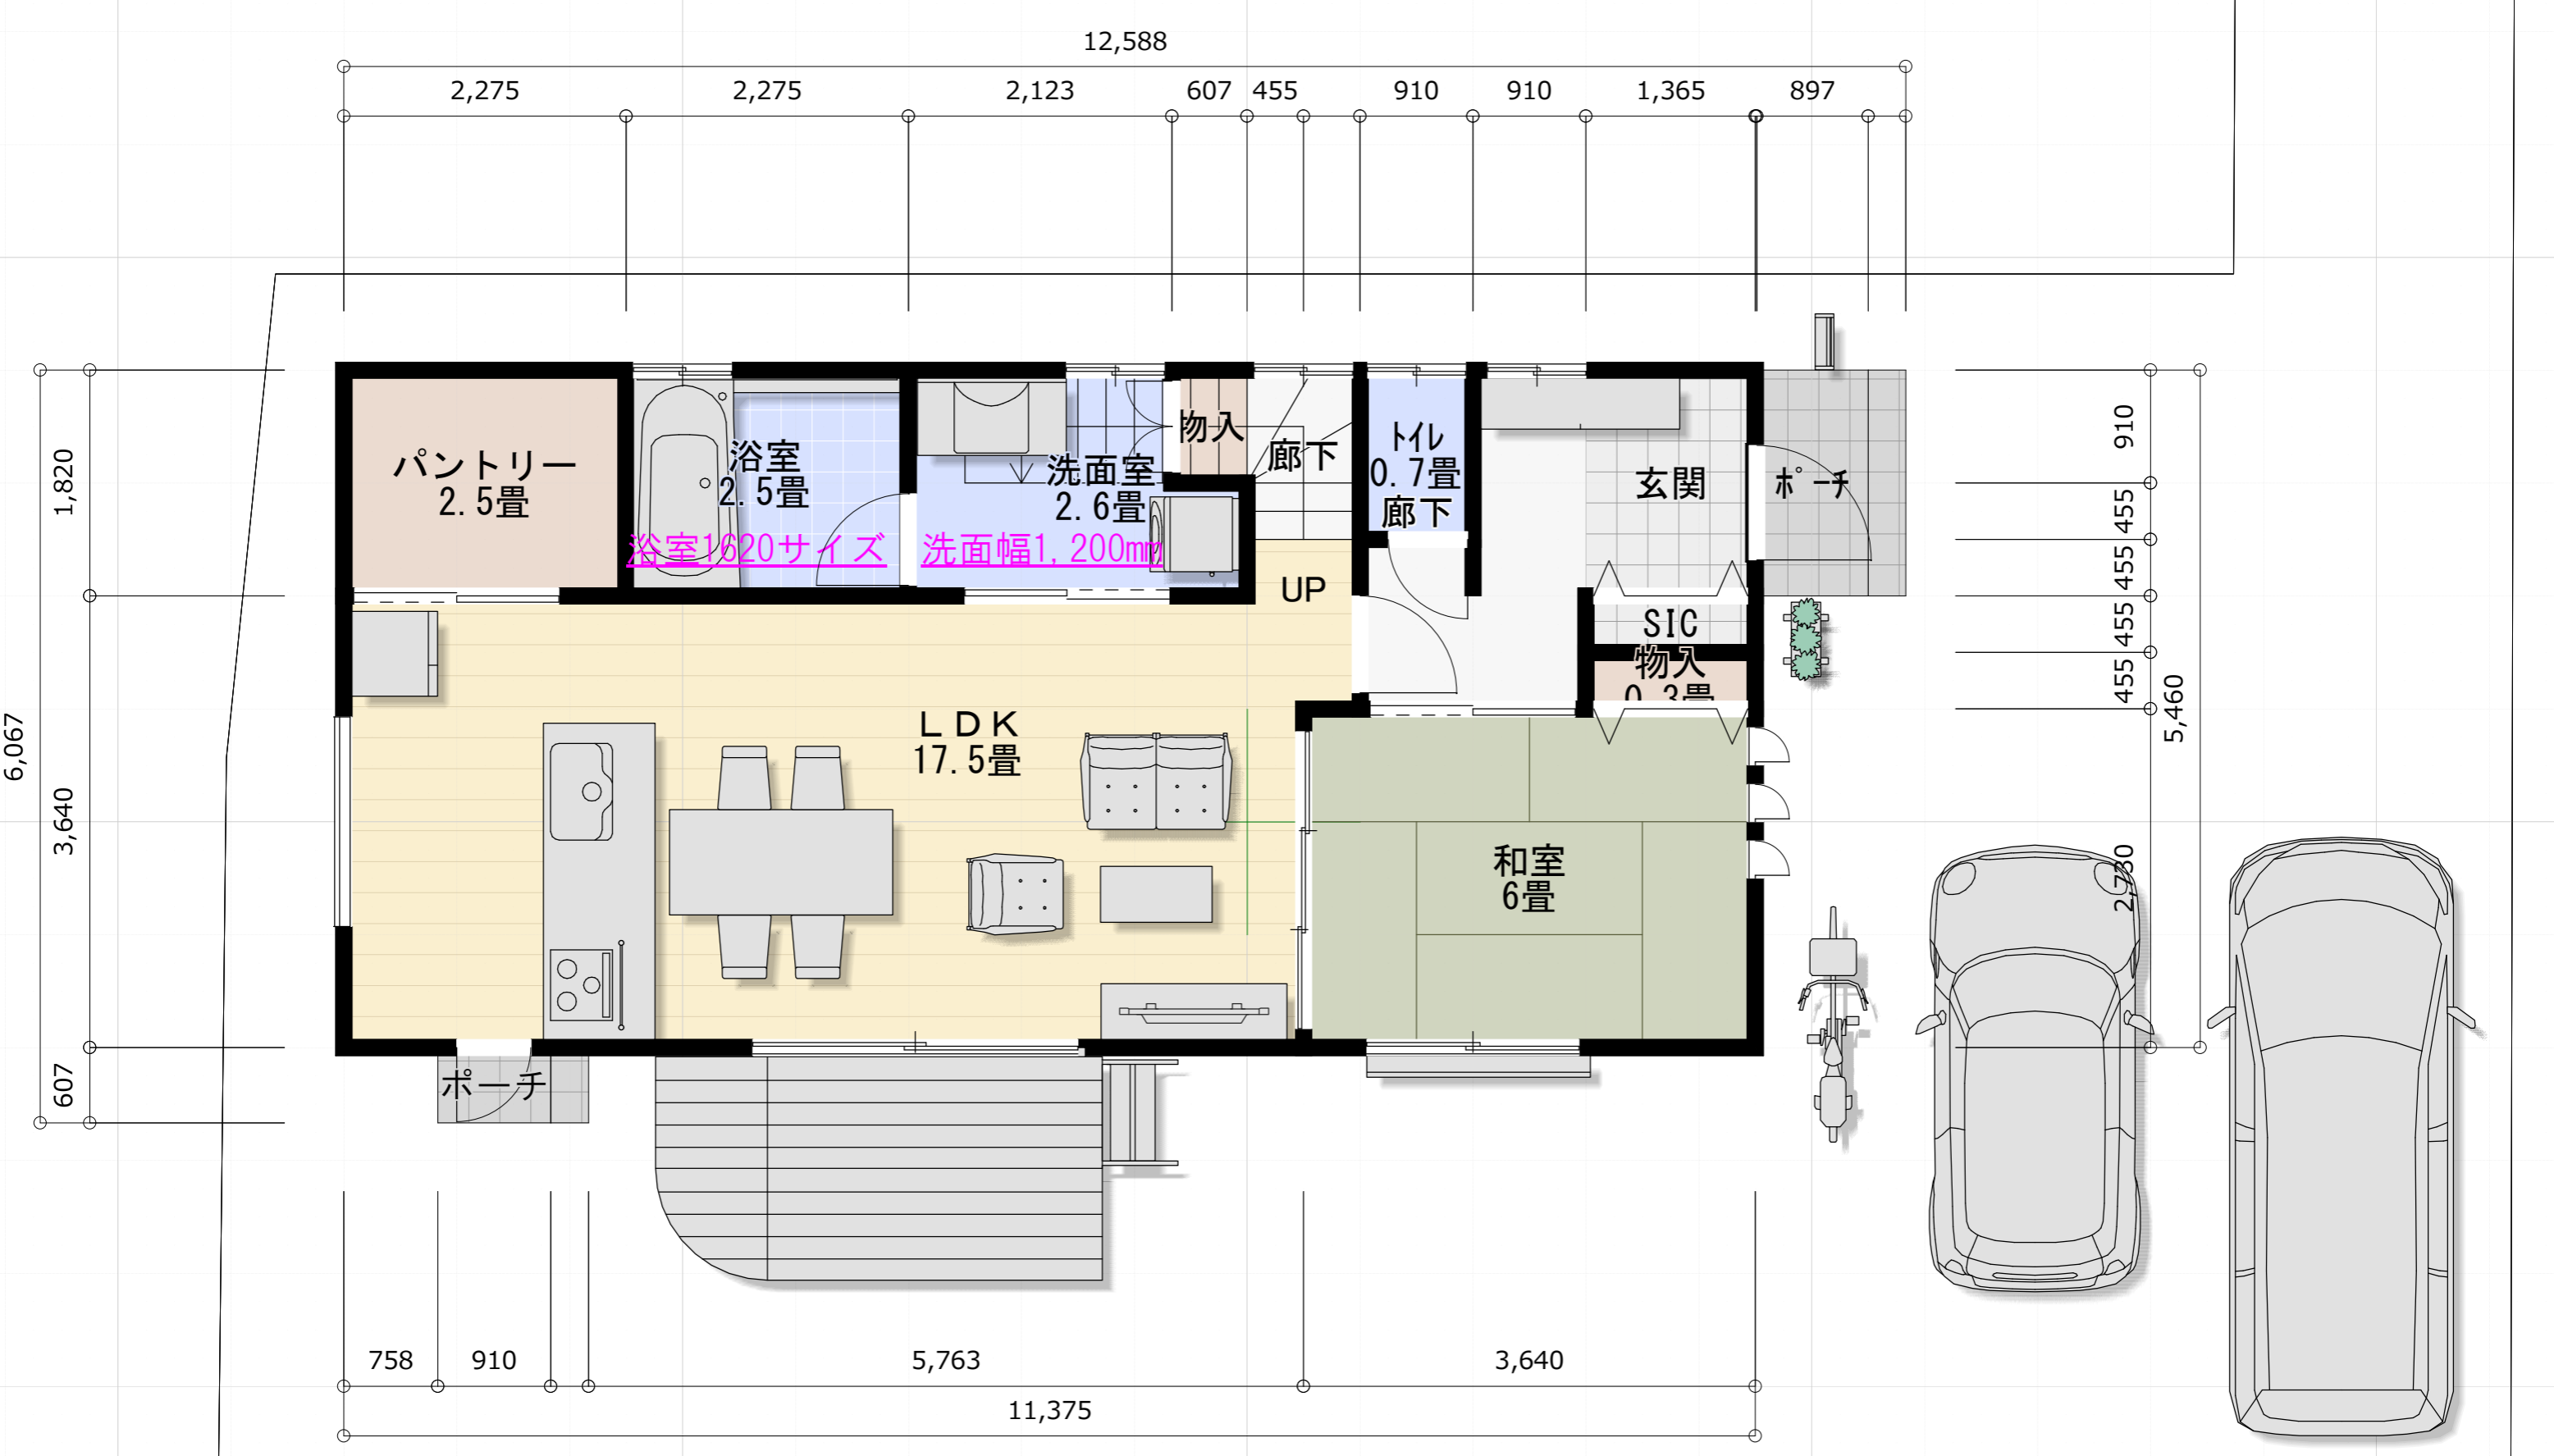 12,588
2,275
2,275
2,123
607
455
910
910
1,365
897
パントリー
2.5畳
浴室
2.5畳
浴室1620サイズ
洗面室
2.6畳
洗面幅1,200mm
物入
廊下
UP
ﾄｲﾚ
0.7畳
廊下
玄関
ﾎﾟｰﾁ
SIC
物入
0.3畳
LDK
17.5畳
和室
6畳
ポーチ
1,820
3,640
607
6,067
910
455
455
455
455
2,730
5,460
758
910
5,763
3,640
11,375